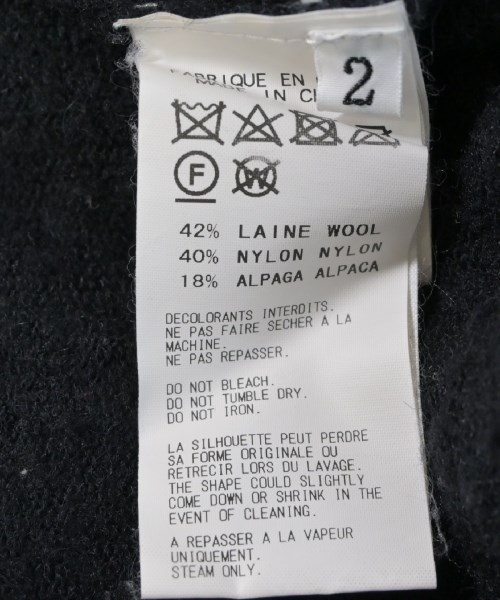 FABRIQUE EN
IN
2
F
W
42% LAINE WOOL
40% NYLON NYLON
18% ALPAGA ALPACA
DECOLORANTS INTERDITS.
NE PAS FAIRE SECHER A LA
MACHINE.
NE PAS REPASSER.
DO NOT BLEACH.
DO NOT TUMBLE DRY.
DO NOT IRON.
LA SILHOUETTE PEUT PERDRE
SA FORME ORIGINALE OU
RETRECIR LORS DU LAVAGE.
THE SHAPE COULD SLIGHTLY
COME DOWN OR SHRINK IN THE
EVENT OF CLEANING.
A REPASSER A LA VAPEUR
UNIQUEMENT.
STEAM ONLY.